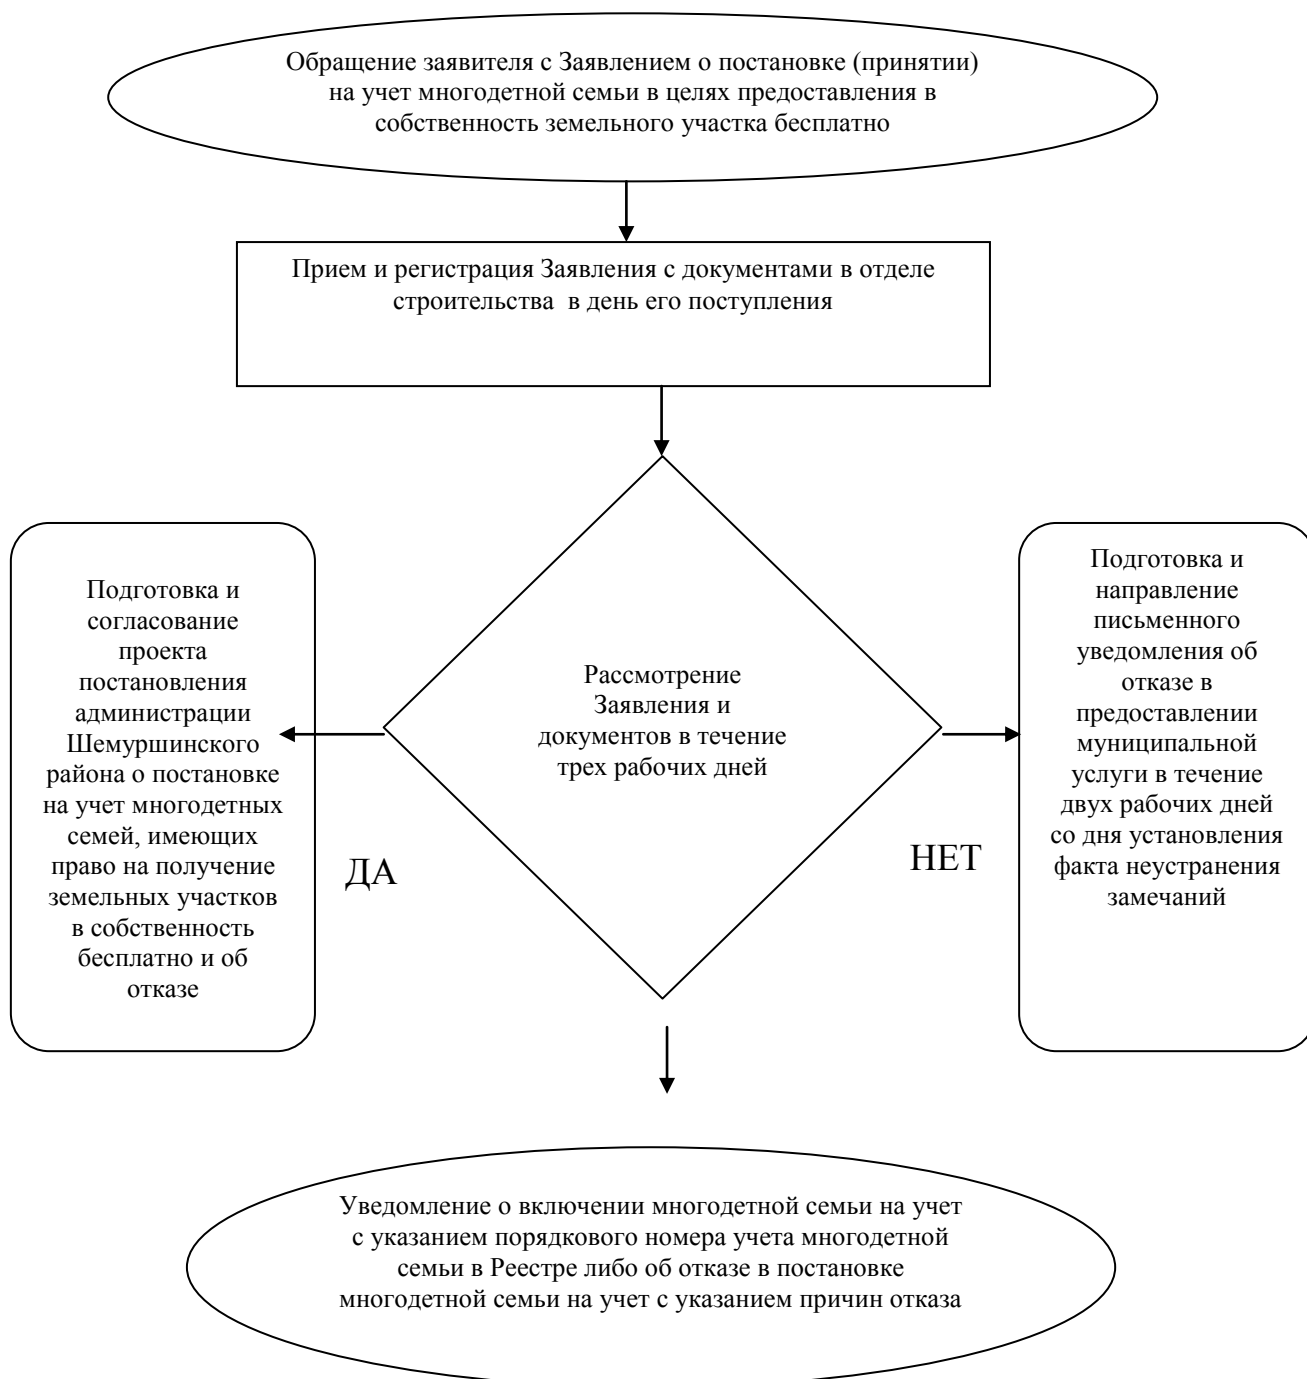 Обращение заявителя с Заявлением о постановке (принятии)
на учет многодетной семьи в целях предоставления в
собственность земельного участка бесплатно
Прием и регистрация Заявления с документами в отделе
строительства  в день его поступления
Подготовка и
согласование
проекта
постановления
администрации
Шемуршинского
района о постановке
на учет многодетных
семей, имеющих
право на получение
земельных участков
в собственность
бесплатно и об
отказе
ДА
Рассмотрение
Заявления и
документов в течение
трех рабочих дней
НЕТ
Подготовка и
направление
письменного
уведомления об
отказе в
предоставлении
муниципальной
услуги в течение
двух рабочих дней
со дня установления
факта неустранения
замечаний
Уведомление о включении многодетной семьи на учет
с указанием порядкового номера учета многодетной
семьи в Реестре либо об отказе в постановке
многодетной семьи на учет с указанием причин отказа